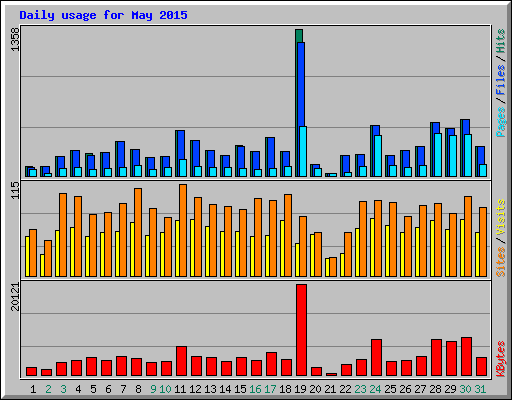 Daily usage for May 2015
1358
Pages / Files / Hits
115
Sites / Visits
20121
KBytes
1 2 3 4 5 6 7 8 9 10 11 12 13 14 15 16 17 18 19 20 21 22 23 24 25 26 27 28 29 30 31